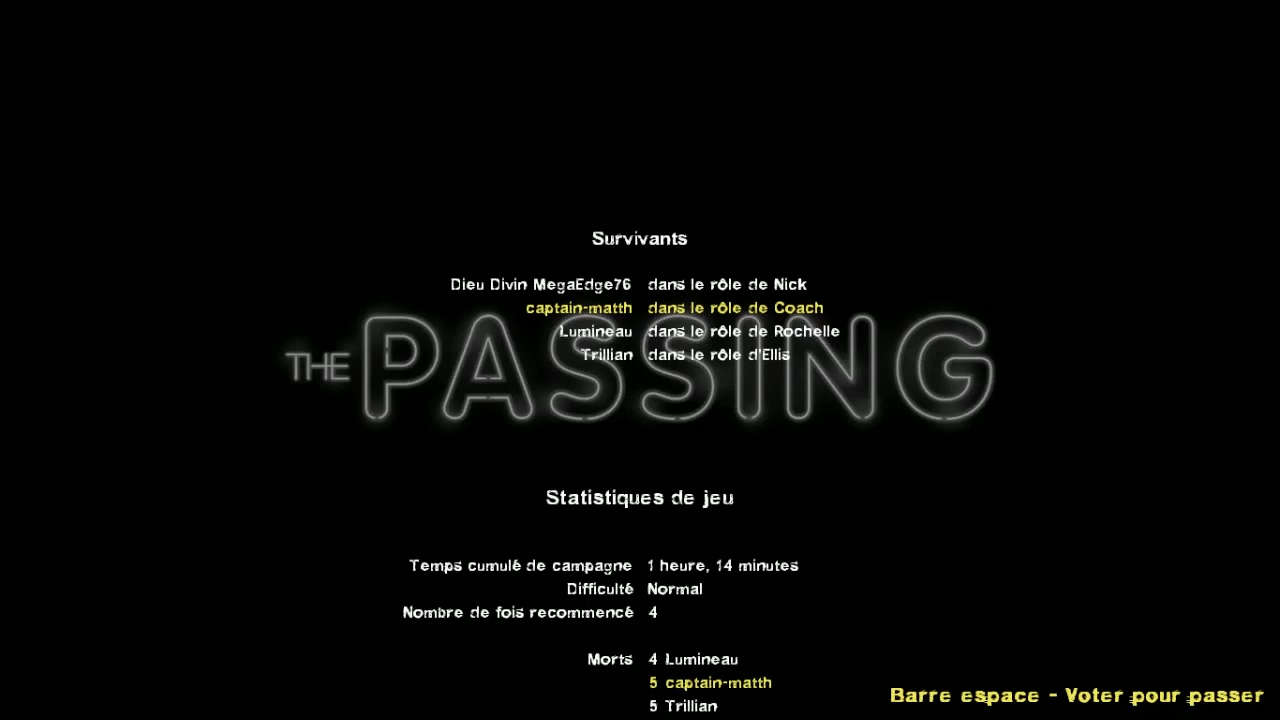 Survivants
Dieu Divin MegaEdge76 dans le rôle de Nick
captain-matth dans le rôle de Coach
Lumineau dans le rôle de Rochelle
Trillian dans le rôle d'Ellis
THE PASSING
Statistiques de jeu
Temps cumulé de campagne 1 heure, 14 minutes
Difficulté Normal
Nombre de fois recommencé 4
Morts 4 Lumineau
5 captain-matth
5 Trillian
Barre espace - Voter pour passer